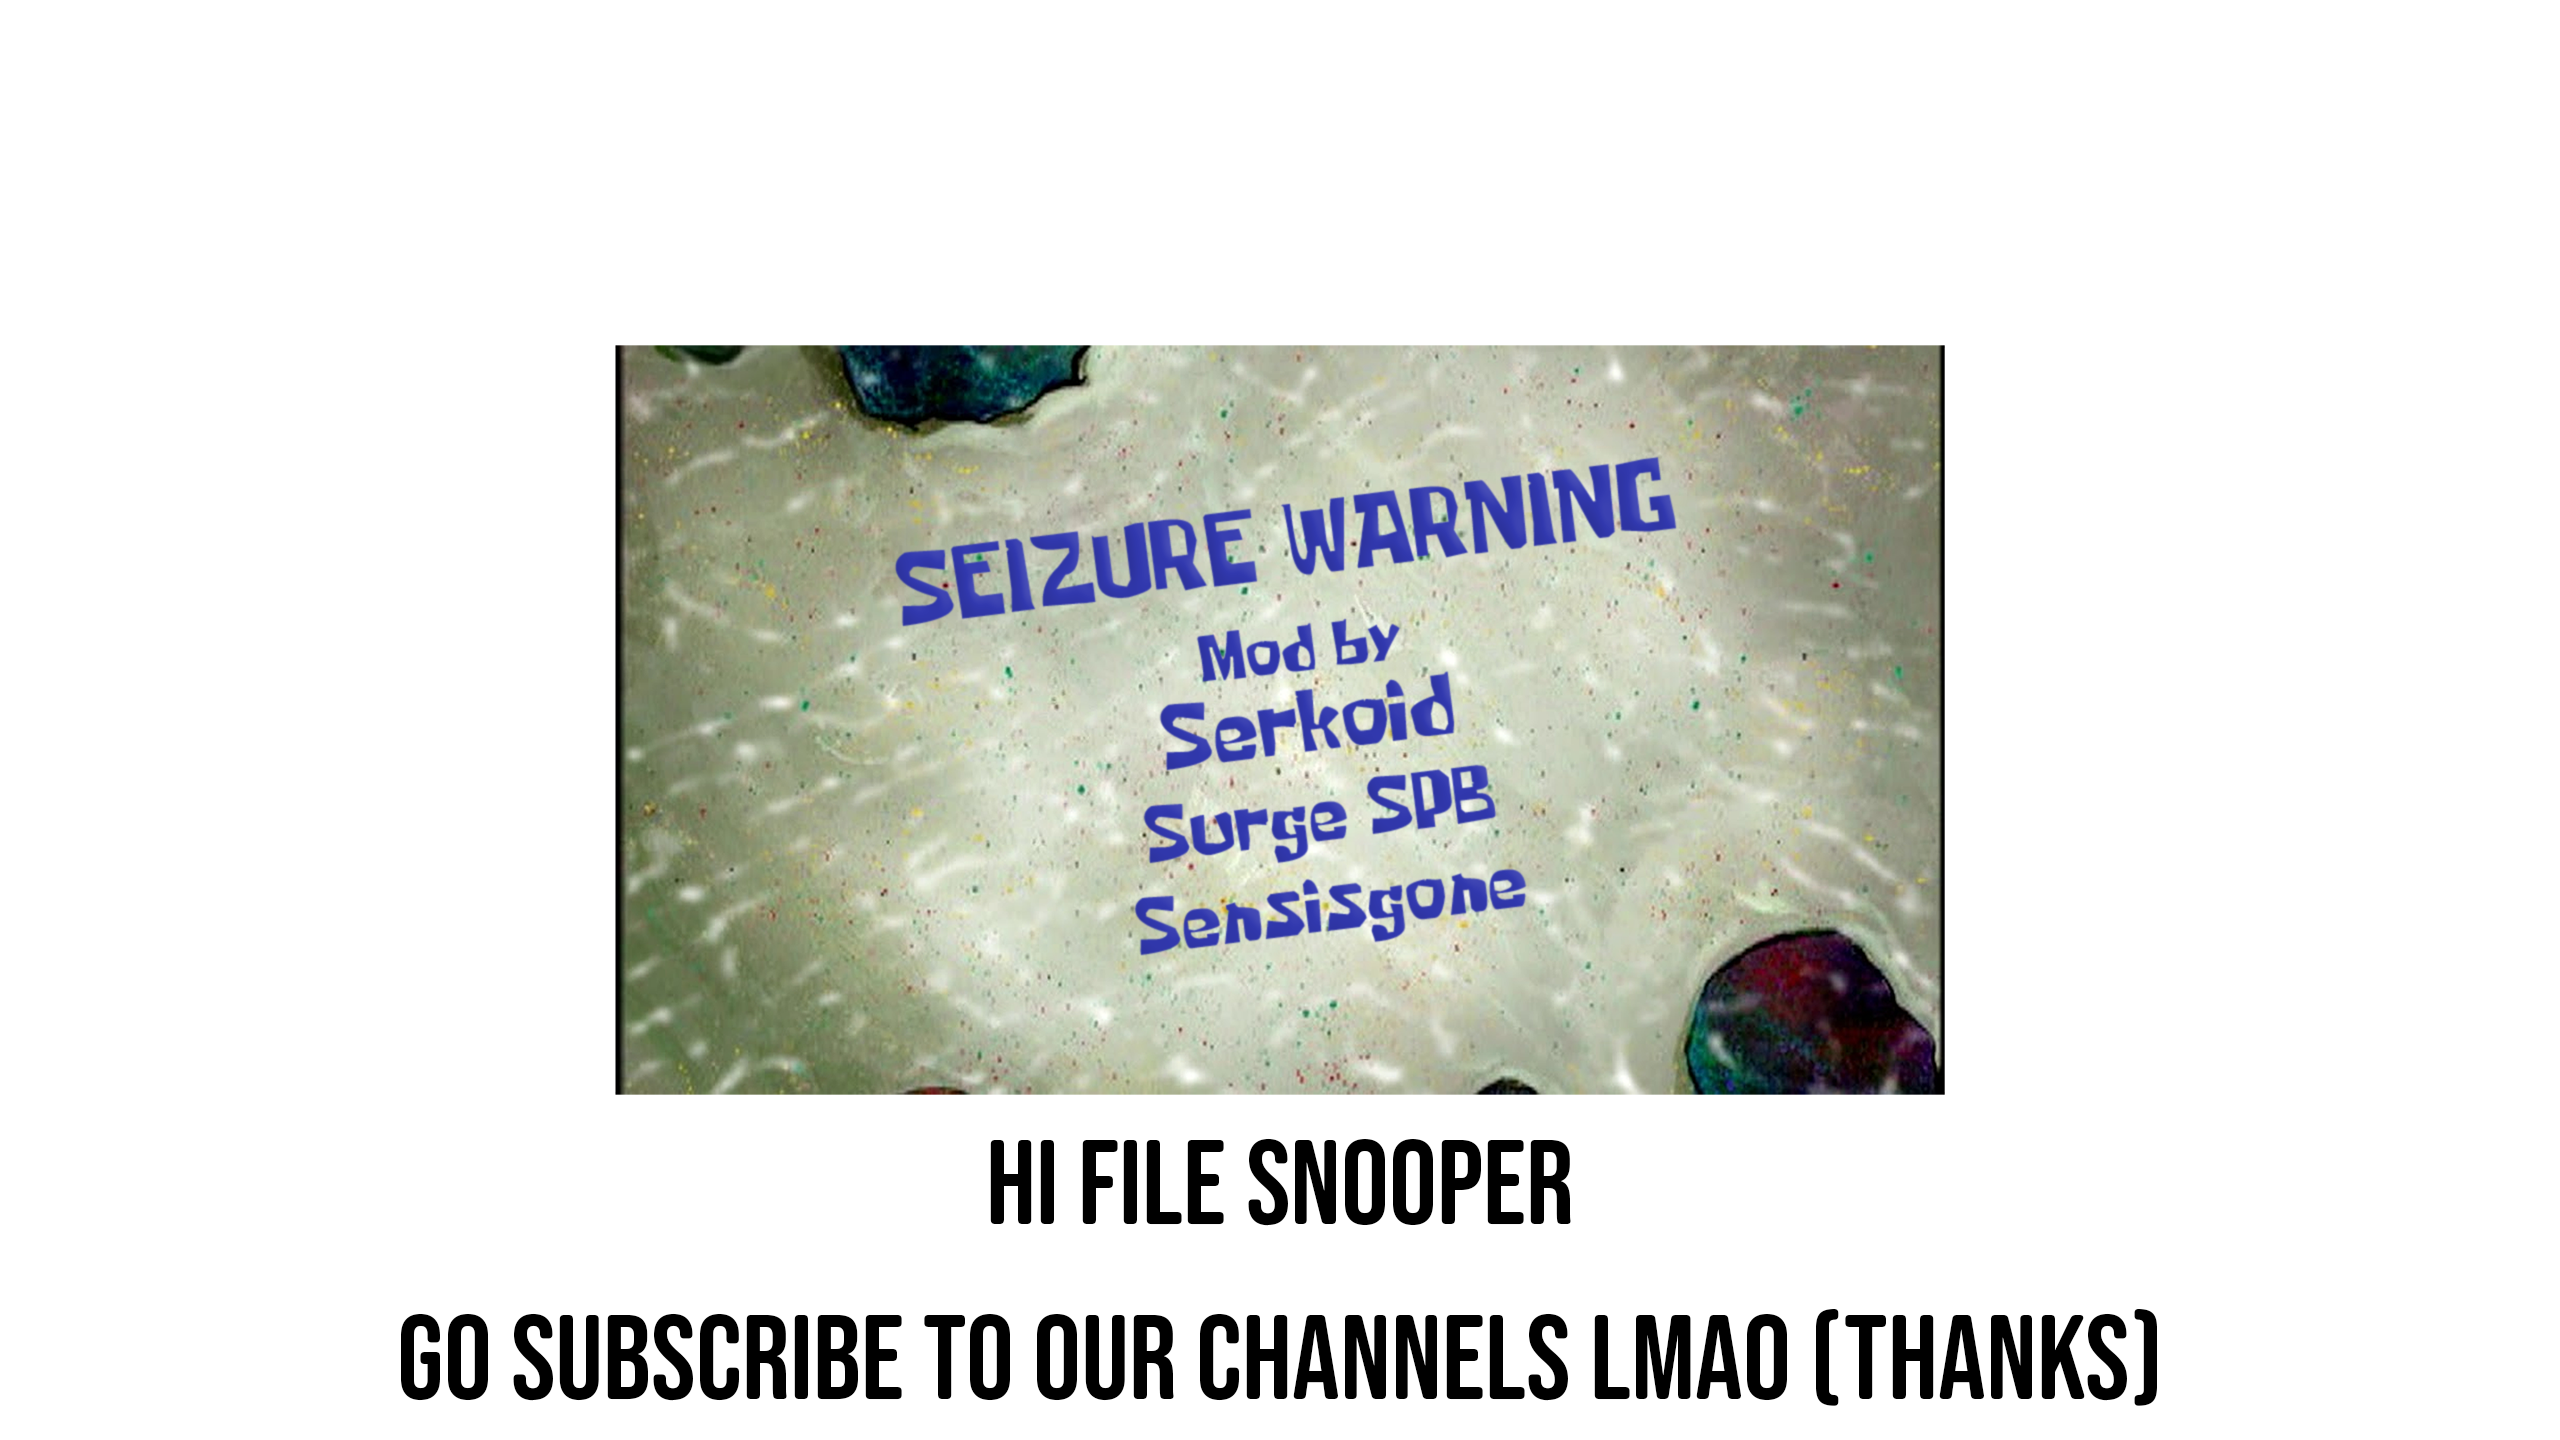 SEIZURE WARNING
Mod by
Serkoid
Surge SPB
Sensisgone
HI FILE SNOOPER
GO SUBSCRIBE TO OUR CHANNELS LMAO (THANKS)